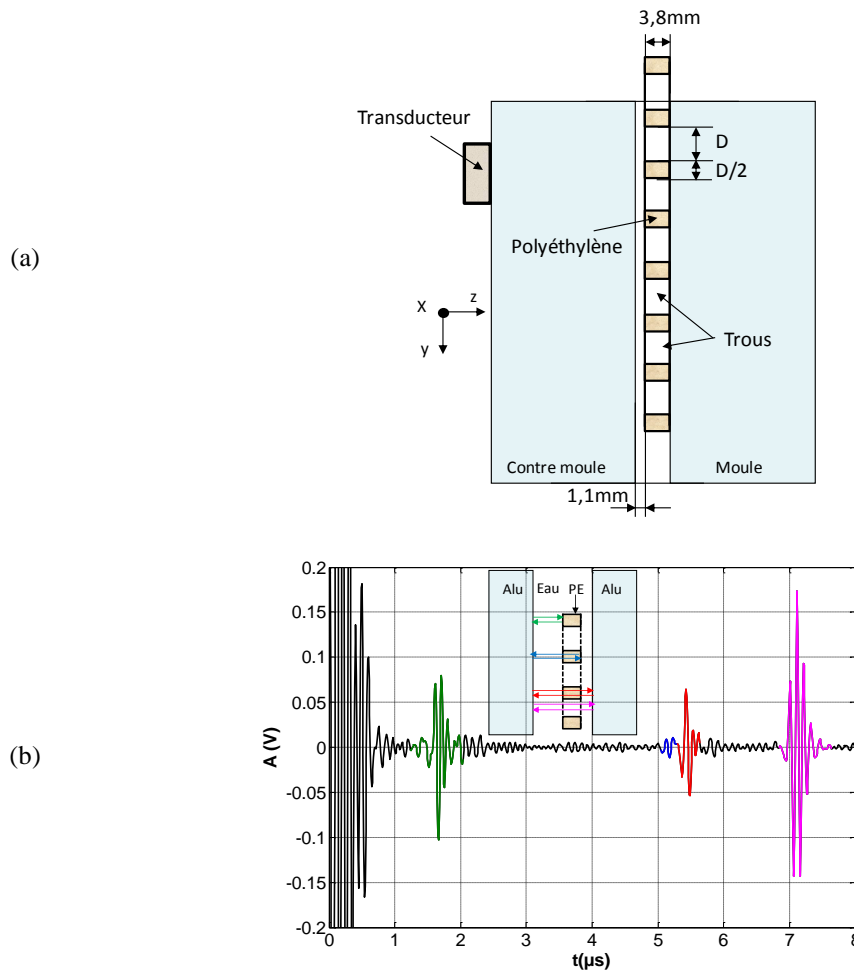 3,8mm
Transducteur
D
D/2
Polyéthylène
(a)
X
z
y
Trous
Contre moule
Moule
1,1mm
(b)
0.2
0.15
0.1
0.05
0
-0.05
-0.1
-0.15
-0.2
A (V)
Alu
Eau
PE
Alu
0
1
2
3
4
5
6
7
8
t(µs)